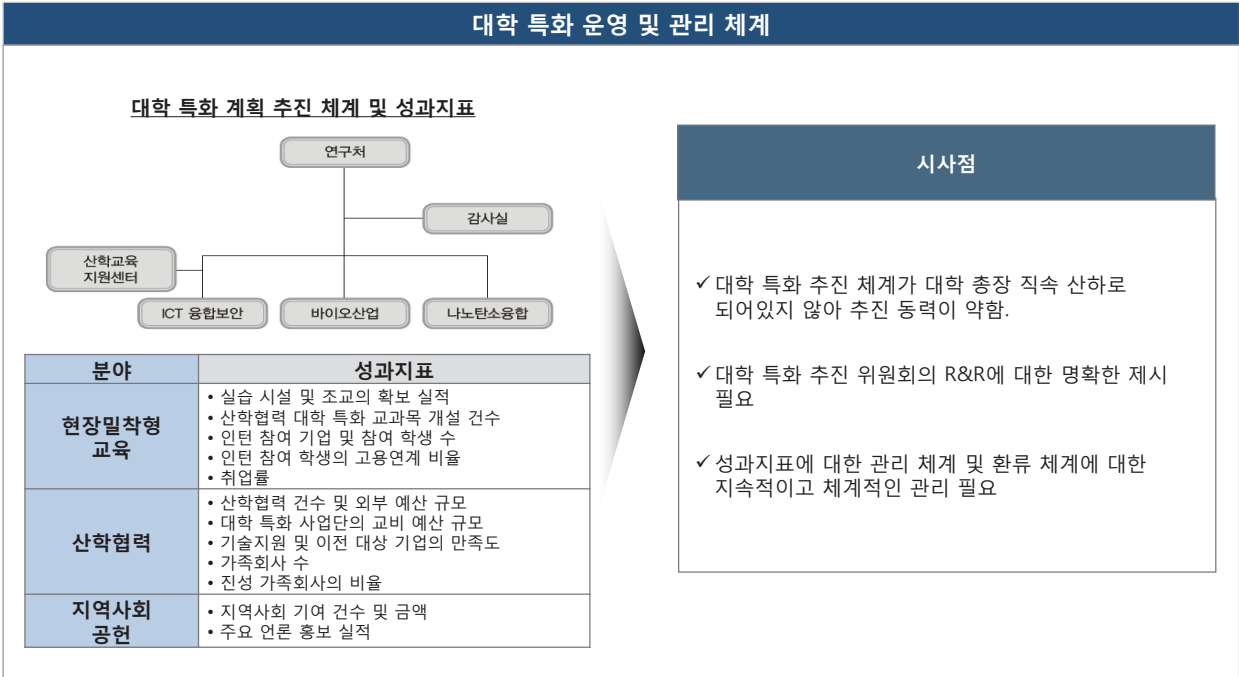 대학 특화 운영 및 관리 체계
대학 특화 계획 추진 체계 및 성과지표
연구처
감사실
산학교육
지원센터
ICT 융합보안
바이오산업
나노탄소융합
분야
성과지표
현장밀착형
교육
• 실습 시설 및 조교의 확보 실적
• 산학협력 대학 특화 교과목 개설 건수
• 인턴 참여 기업 및 참여 학생 수
• 인턴 참여 학생의 고용연계 비율
• 취업률
산학협력
• 산학협력 건수 및 외부 예산 규모
• 대학 특화 사업단의 교비 예산 규모
• 기술지원 및 이전 대상 기업의 만족도
• 가족회사 수
• 진성 가족회사의 비율
지역사회
공헌
• 지역사회 기여 건수 및 금액
• 주요 언론 홍보 실적
시사점
✓ 대학 특화 추진 체계가 대학 총장 직속 산하로
되어있지 않아 추진 동력이 약함.
✓ 대학 특화 추진 위원회의 R&R에 대한 명확한 제시
필요
✓ 성과지표에 대한 관리 체계 및 환류 체계에 대한
지속적이고 체계적인 관리 필요